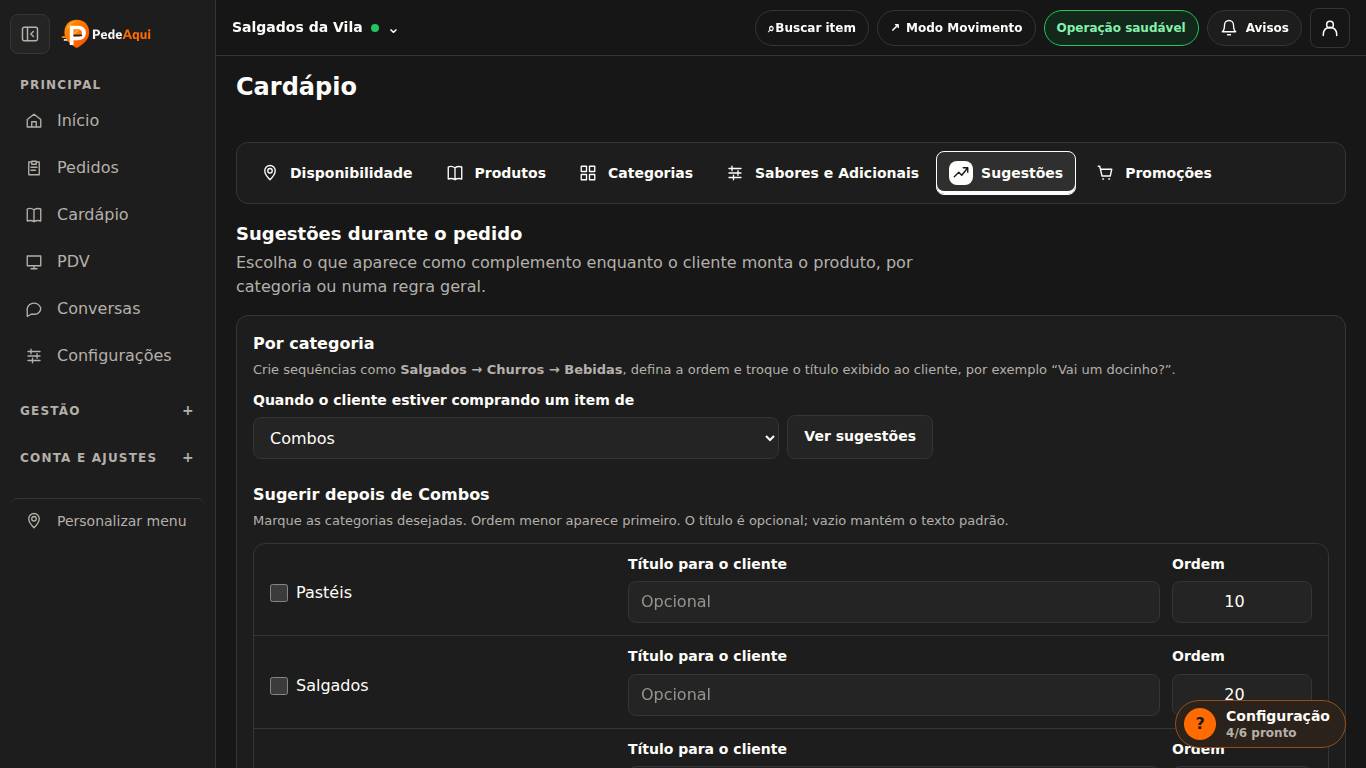 PedeAqui
Salgados da Vila
Buscar item
Modo Movimento
Operação saudável
Avisos
PRINCIPAL
Início
Pedidos
Cardápio
PDV
Conversas
Configurações
GESTÃO +
CONTA E AJUSTES +
Personalizar menu
Cardápio
Disponibilidade
Produtos
Categorias
Sabores e Adicionais
Sugestões
Promoções
Sugestões durante o pedido
Escolha o que aparece como complemento enquanto o cliente monta o produto, por
categoria ou numa regra geral.
Por categoria
Crie sequências como Salgados → Churros → Bebidas, defina a ordem e troque o título exibido ao cliente, por exemplo “Vai um docinho?”.
Quando o cliente estiver comprando um item de
Combos
Ver sugestões
Sugerir depois de Combos
Marque as categorias desejadas. Ordem menor aparece primeiro. O título é opcional; vazio mantém o texto padrão.
Título para o cliente
Ordem
Pastéis
Opcional
10
Título para o cliente
Ordem
Salgados
Opcional
20
Título para o cliente
Ordem
?
Configuração
4/6 pronto